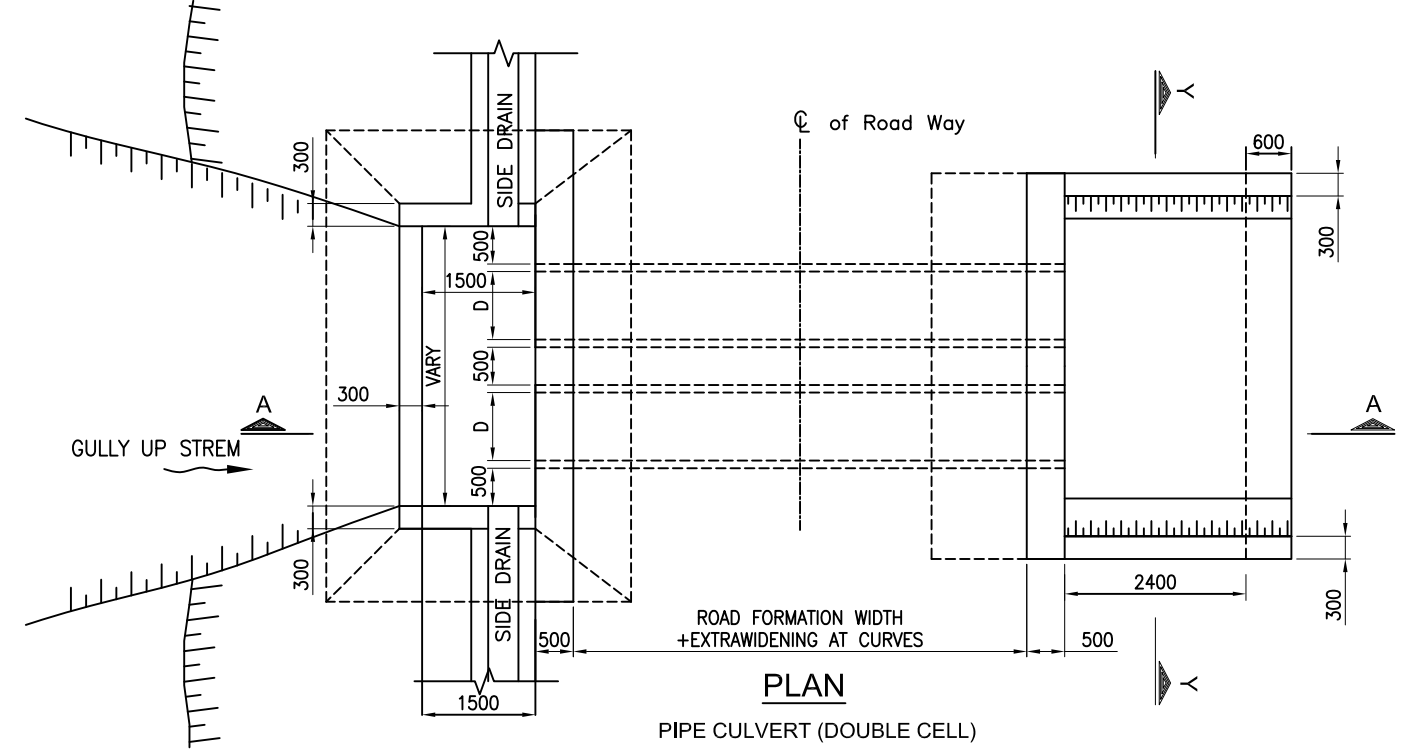 ℄ of Road Way
Y
600
300
SIDE DRAIN
300
500
1500
D
VARY
500
300
A
A
D
GULLY UP STREM
500
SIDE DRAIN
300
2400
300
ROAD FORMATION WIDTH
+EXTRAWIDENING AT CURVES
500
500
1500
PLAN
Y
PIPE CULVERT (DOUBLE CELL)